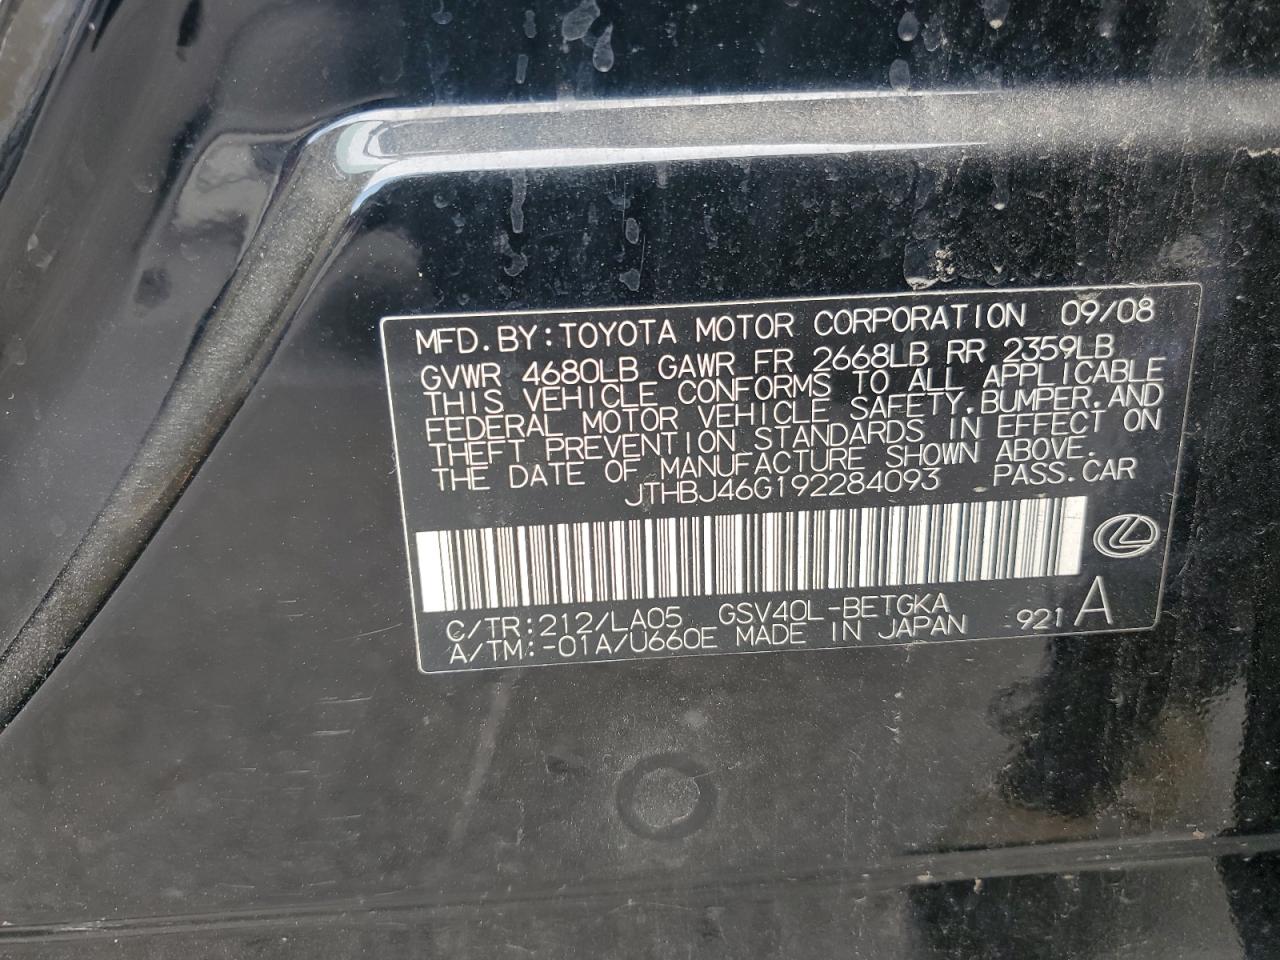 MFD.BY:TOYOTA MOTOR CORPORATION 09/08
GVWR 4680LB GAWR FR 2668LB RR 2359LB
THIS VEHICLE CONFORMS TO ALL APPLICABLE
FEDERAL MOTOR VEHICLE SAFETY.BUMPER.AND
THEFT PREVENTION STANDARDS IN EFFECT ON
THE DATE OF MANUFACTURE SHOWN ABOVE.
JTHBJ46G192284093 PASS.CAR
C/TR:212/LA05 GSV40L-BETGKA
A/TM:-01A/U660E MADE IN JAPAN 921 A